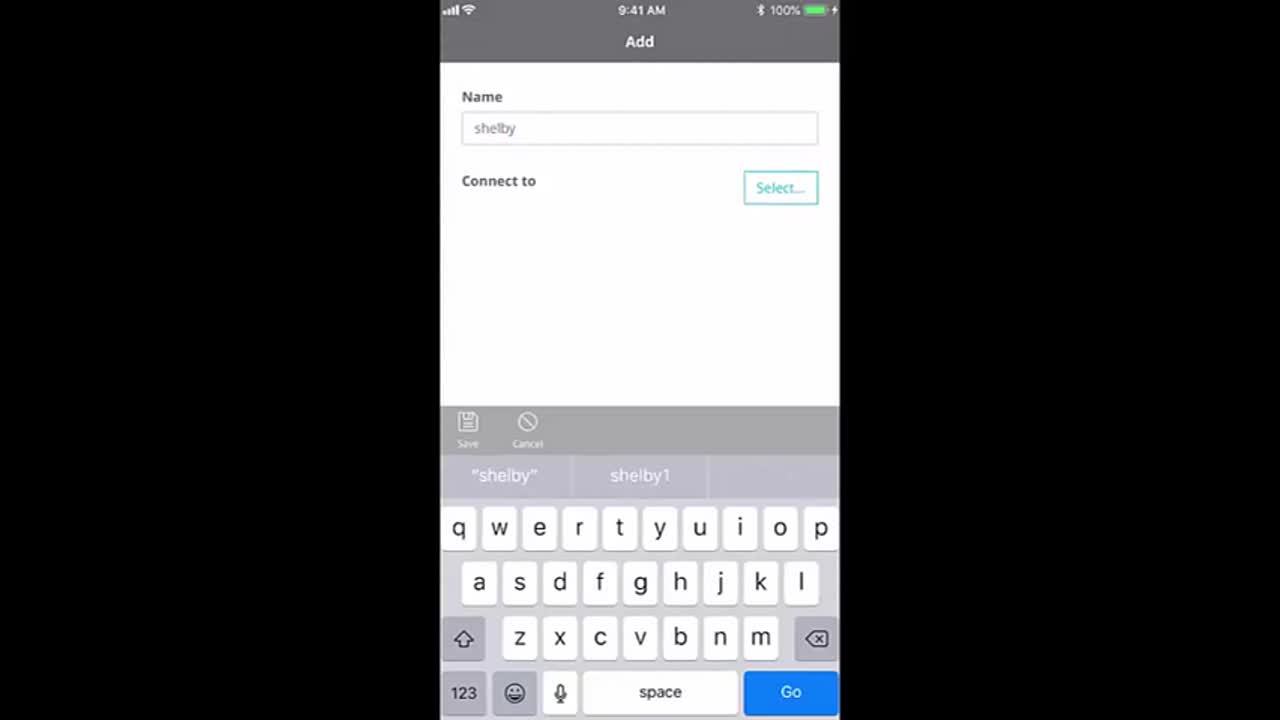 9:41 AM 100%
Add
Name
shelby
Connect to
Select...
Save Cancel
"shelby" shelby1
q w e r t y u i o p
a s d f g h j k l
z x c v b n m
123 space Go